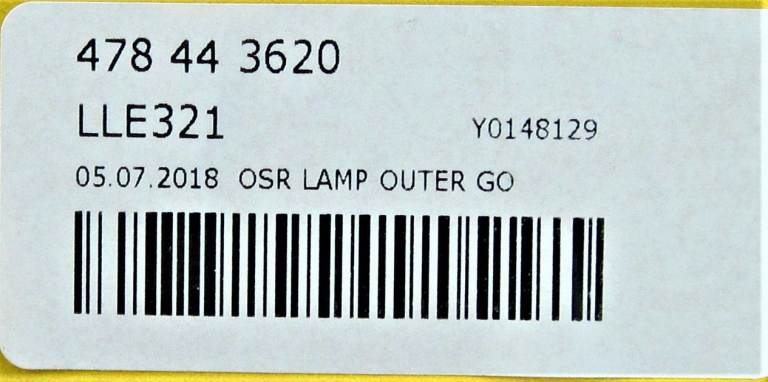 478 44 3620
LLE321 Y0148129
05.07.2018 OSR LAMP OUTER GO